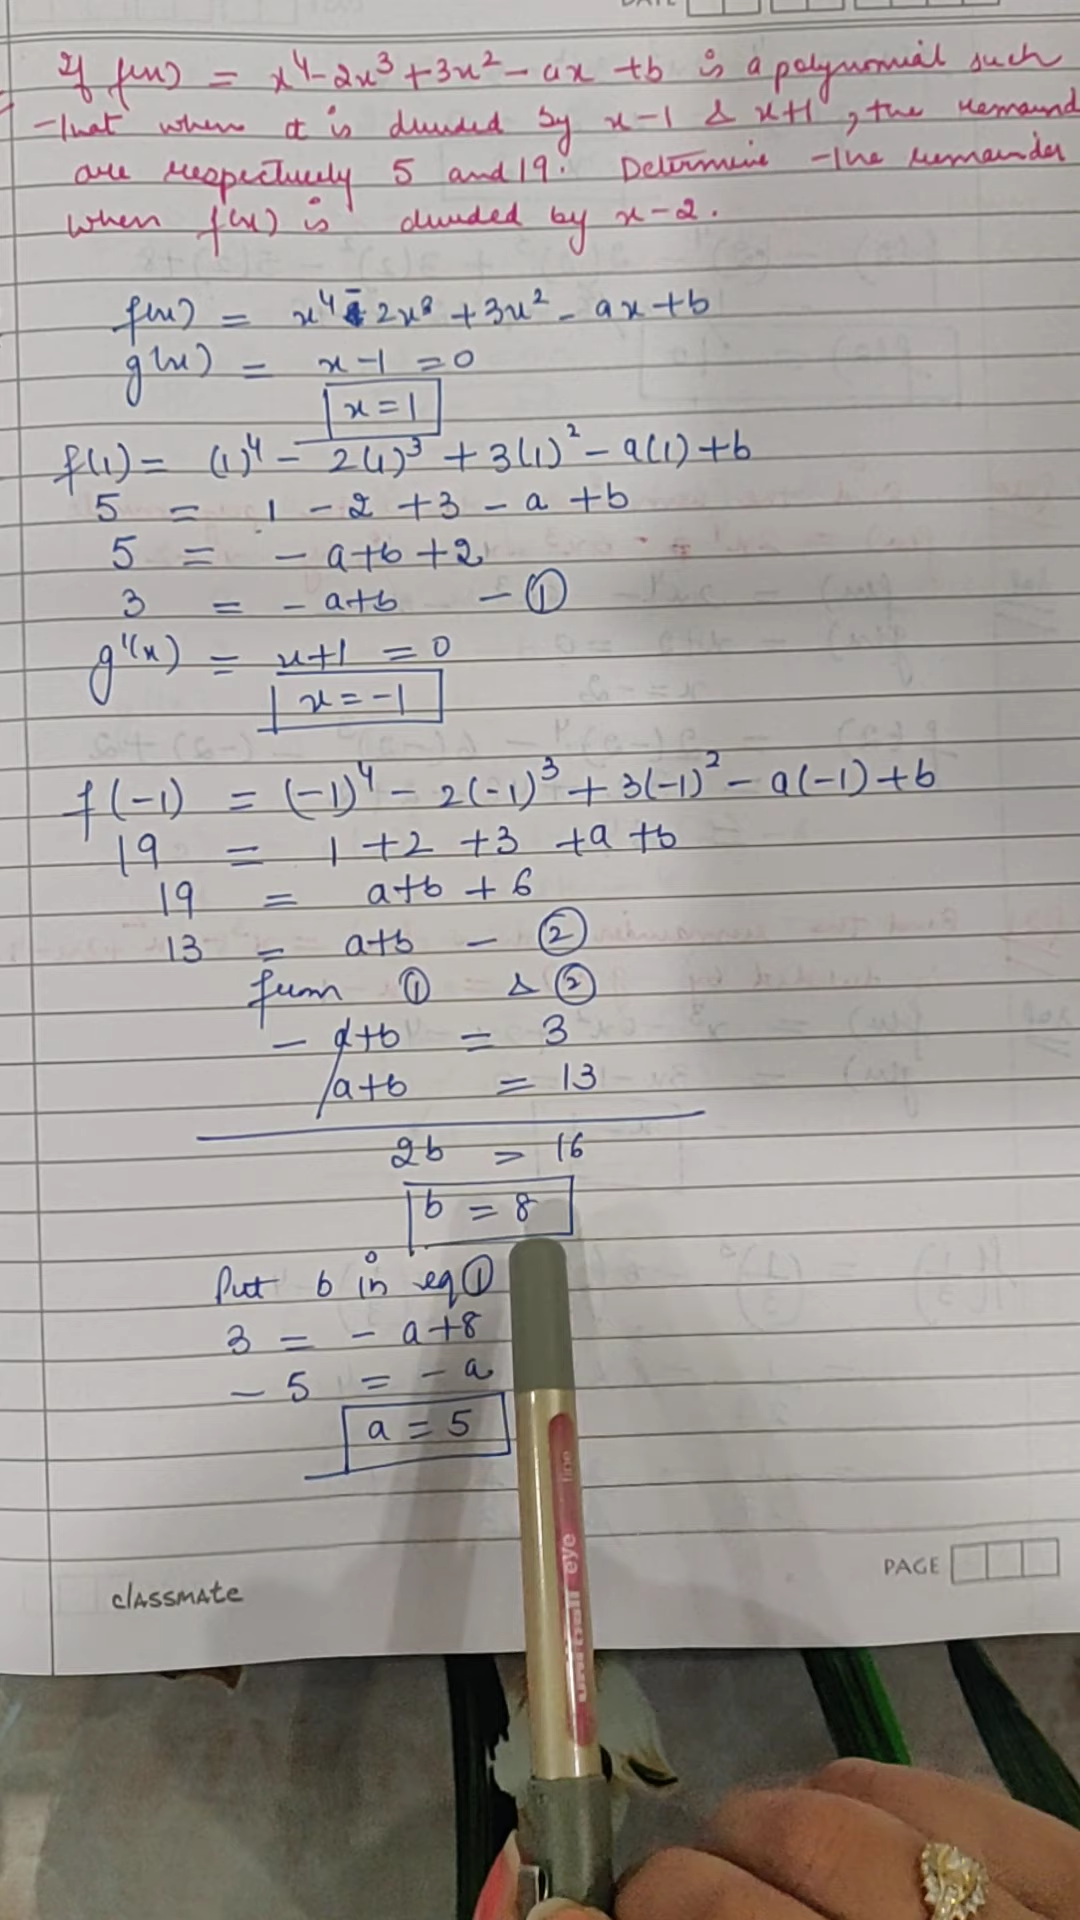 If f(x) = x⁴-2x³+3x²-ax+b is a polynomial such
that when it is divided by x-1 & x+1, the remaind
are respectively 5 and 19. Determine the remainder
when f(x) is divided by x-2.
f(x) = x⁴-2x³+3x²-ax+b
g(x) = x-1=0
x=1
f(1) = (1)⁴-2(1)³+3(1)²-a(1)+b
5 = 1-2+3-a+b
5 = -a+b+2
3 = -a+b - ①
g'(x) = x+1=0
x=-1
f(-1) = (-1)⁴-2(-1)³+3(-1)²-a(-1)+b
19 = 1+2+3+a+b
19 = a+b+6
13 = a+b - ②
from ① & ②
-a+b = 3
a+b = 13
2b = 16
b = 8
Put b in eq ①
3 = -a+8
-5 = -a
a = 5
PAGE
classmate
uniball eye